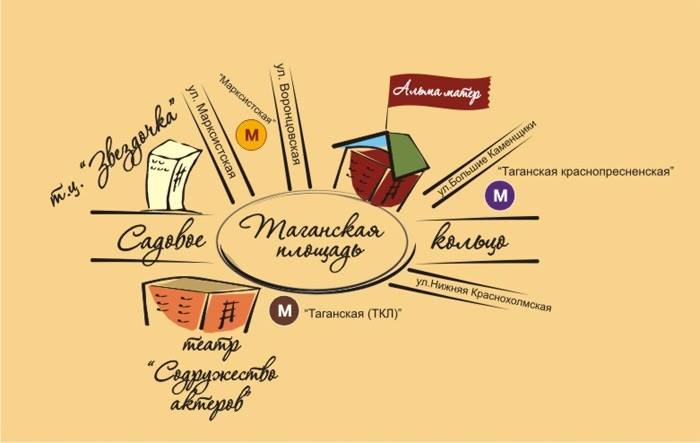 т.ц. "Звездочка"
ул. Марксистская
"Марксистская"
М
ул. Воронцовская
Альма матер
ул.Большие Каменщики
"Таганская краснопресненская"
М
Садовое
Таганская
площадь
кольцо
ул.Нижняя Краснохолмская
М
"Таганская (ТКЛ)"
театр
"Содружество
актеров"